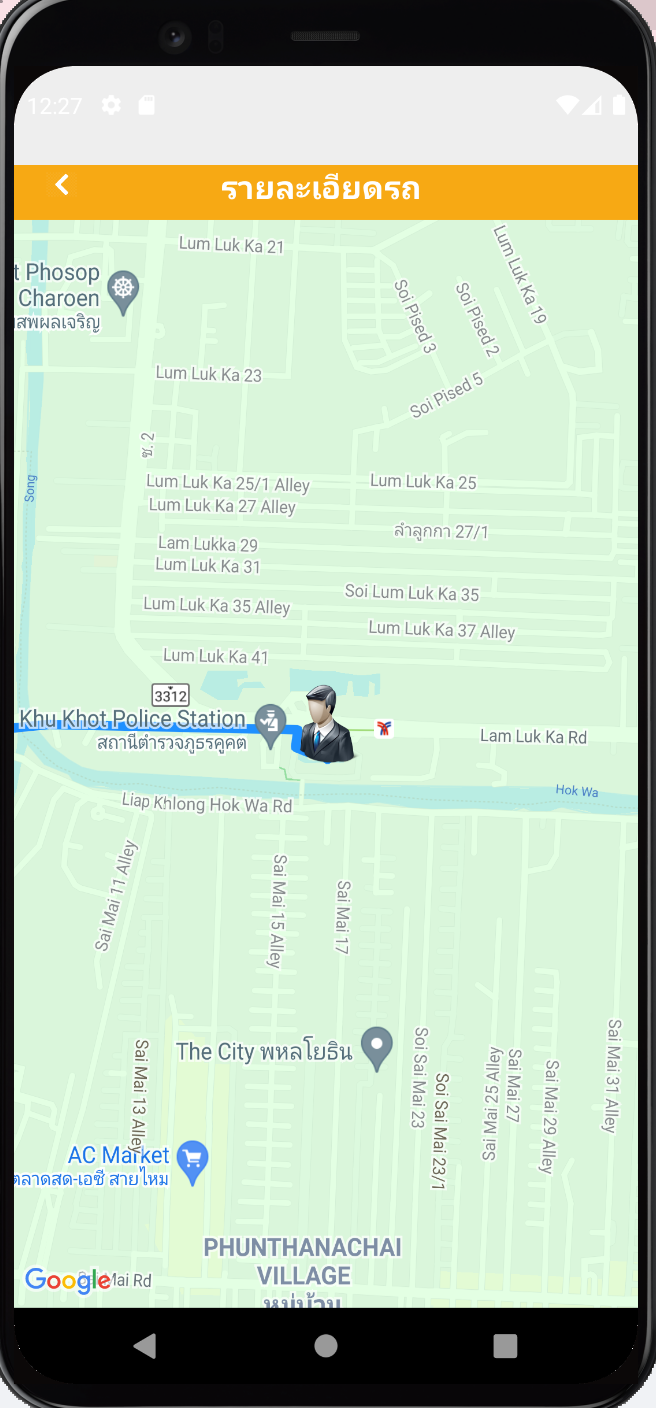 12:27
รายละเอียดรถ
Lum Luk Ka 21
Lum Luk Ka 19
t Phosop
Charoen
สพผลเจริญ
Soi Pised 3
Soi Pised 2
Lum Luk Ka 23
Soi Pised 5
ซ. 2
Song
Lum Luk Ka 25/1 Alley
Lum Luk Ka 25
Lum Luk Ka 27 Alley
ลำลูกกา 27/1
Lam Lukka 29
Lum Luk Ka 31
Soi Lum Luk Ka 35
Lum Luk Ka 35 Alley
Lum Luk Ka 37 Alley
Lum Luk Ka 41
3312
Khu Khot Police Station
สถานีตำรวจภูธรคูคต
Lam Luk Ka Rd
Hok Wa
Liap Khlong Hok Wa Rd
Sai Mai 11 Alley
Sai Mai 15 Alley
Sai Mai 17
The City พหลโยธิน
Sai Mai 13 Alley
Soi Sai Mai 23
Soi Sai Mai 23/1
Sai Mai 25 Alley
Sai Mai 27
Sai Mai 29 Alley
Sai Mai 31 Alley
AC Market
ตลาดสด-เอซี สายไหม
PHUNTHANACHAI
VILLAGE
หมู่บ้าน
Google
Mai Rd